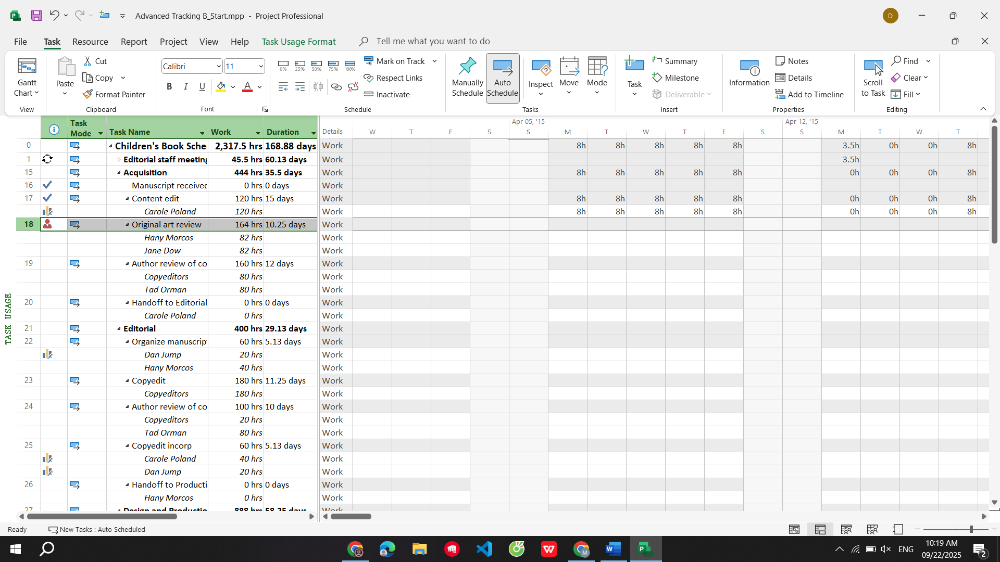 Advanced Tracking B_Start.mpp - Project Professional
D
File Task Resource Report Project View Help Task Usage Format Tell me what you want to do
Gantt Chart
View
Paste
Cut
Copy
Format Painter
Clipboard
Calibri 11
B I U A
Font
0% 25% 50% 75% 100%
Mark on Track
Respect Links
Inactivate
Schedule
Manually Schedule
Auto Schedule
Inspect
Move
Mode
Tasks
Task
Summary
Milestone
Deliverable
Insert
Information
Notes
Details
Add to Timeline
Properties
Scroll to Task
Find
Clear
Fill
Editing
Apr 05, '15 Apr 12, '15
Task Mode Task Name Work Duration Details W T F S S M T W T F S S M T W T
0 Children's Book Sche 2,317.5 hrs 168.88 days Work 8h 8h 8h 8h 8h 3.5h 0h 0h 8h
1 Editorial staff meeting 45.5 hrs 60.13 days Work 3.5h
15 Acquisition 444 hrs 35.5 days Work 8h 8h 8h 8h 8h 0h 0h 0h 8h
16 Manuscript received 0 hrs 0 days Work
17 Content edit 120 hrs 15 days Work 8h 8h 8h 8h 8h 0h 0h 0h 8h
Carole Poland 120 hrs Work 8h 8h 8h 8h 8h 0h 0h 0h 8h
18 Original art review 164 hrs 10.25 days Work
Hany Morcos 82 hrs Work
Jane Dow 82 hrs Work
19 Author review of co 160 hrs 12 days Work
Copyeditors 80 hrs Work
Tad Orman 80 hrs Work
20 Handoff to Editorial 0 hrs 0 days Work
Carole Poland 0 hrs Work
21 Editorial 400 hrs 29.13 days Work
22 Organize manuscrip 60 hrs 5.13 days Work
Dan Jump 20 hrs Work
Hany Morcos 40 hrs Work
23 Copyedit 180 hrs 11.25 days Work
Copyeditors 180 hrs Work
24 Author review of co 100 hrs 10 days Work
Copyeditors 20 hrs Work
Tad Orman 80 hrs Work
25 Copyedit incorp 60 hrs 5.13 days Work
Carole Poland 40 hrs Work
Dan Jump 20 hrs Work
26 Handoff to Producti 0 hrs 0 days Work
Hany Morcos 0 hrs Work
27 Design and Productio 888 hrs 58.25 days Work
TASK USAGE
Ready New Tasks : Auto Scheduled
ENG
10:19 AM
09/22/2025
2